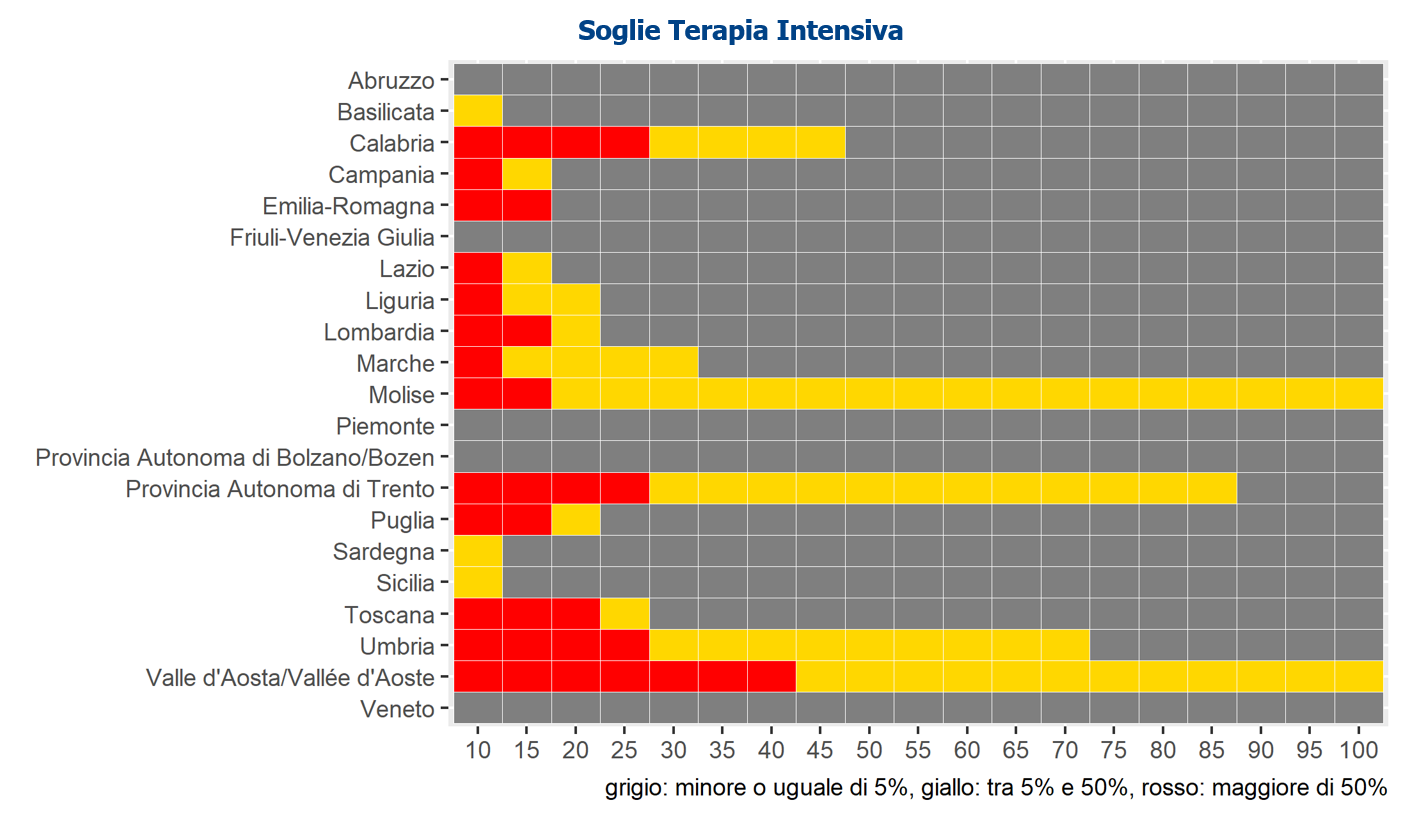 Soglie Terapia Intensiva
Abruzzo
Basilicata
Calabria
Campania
Emilia-Romagna
Friuli-Venezia Giulia
Lazio
Liguria
Lombardia
Marche
Molise
Piemonte
Provincia Autonoma di Bolzano/Bozen
Provincia Autonoma di Trento
Puglia
Sardegna
Sicilia
Toscana
Umbria
Valle d'Aosta/Vallée d'Aoste
Veneto
10 15 20 25 30 35 40 45 50 55 60 65 70 75 80 85 90 95 100
grigio: minore o uguale di 5%, giallo: tra 5% e 50%, rosso: maggiore di 50%